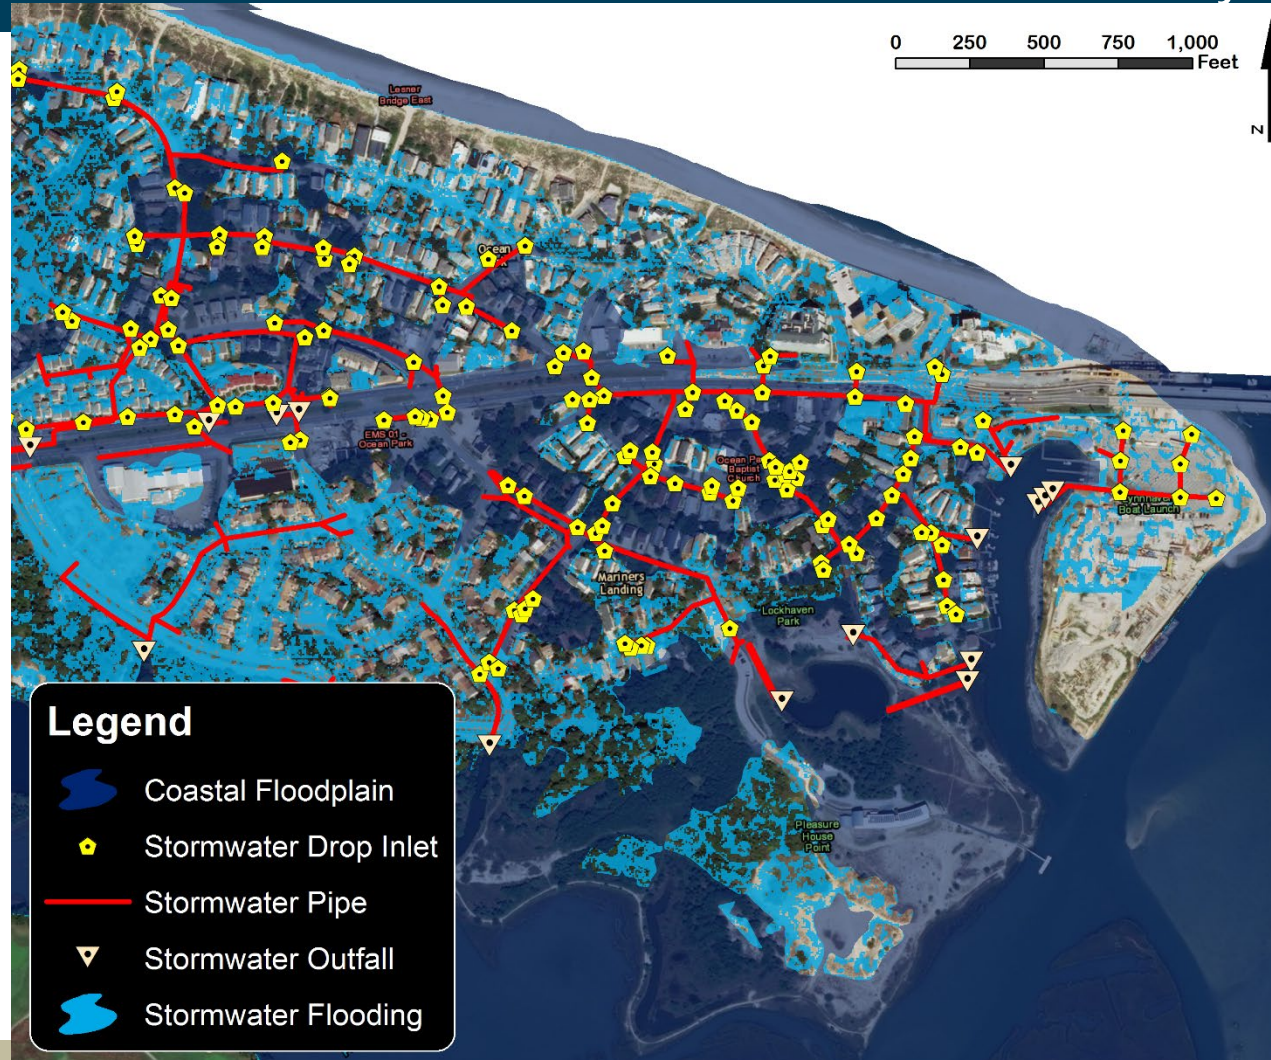 0 250 500 750 1,000
Feet
N
Lesner
Bridge East
Ocean
EMS 01 -
Ocean Park
Ocean P
Baptist
Church
Boat Launch
Mariners
Landing
Lockhaven
Park
Pleasure
House
Point
Legend
Coastal Floodplain
Stormwater Drop Inlet
Stormwater Pipe
Stormwater Outfall
Stormwater Flooding